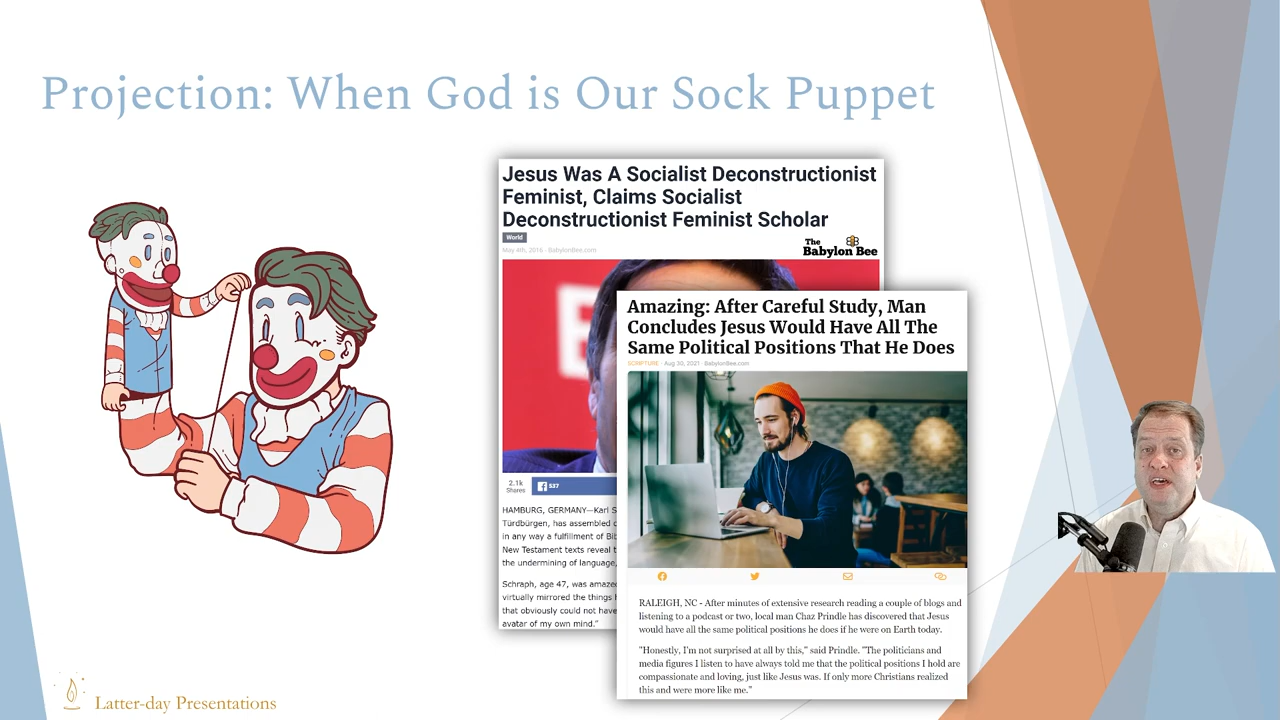 Projection: When God is Our Sock Puppet
Jesus Was A Socialist Deconstructionist
Feminist, Claims Socialist
Deconstructionist Feminist Scholar
World
May 4th, 2016 · BabylonBee.com
The
Babylon Bee
2.1k
Shares
537
HAMBURG, GERMANY—Karl S
Türdbürgen, has assembled
in any way a fulfillment of Bib
New Testament texts reveal t
the undermining of language,
Schraph, age 47, was amaze
virtually mirrored the things h
that obviously could not have
avatar of my own mind."
Amazing: After Careful Study, Man
Concludes Jesus Would Have All The
Same Political Positions That He Does
SCRIPTURE · Aug 30, 2021 · BabylonBee.com
RALEIGH, NC - After minutes of extensive research reading a couple of blogs and
listening to a podcast or two, local man Chaz Prindle has discovered that Jesus
would have all the same political positions he does if he were on Earth today.
"Honestly, I'm not surprised at all by this," said Prindle. "The politicians and
media figures I listen to have always told me that the political positions I hold are
compassionate and loving, just like Jesus was. If only more Christians realized
this and were more like me."
Latter-day Presentations